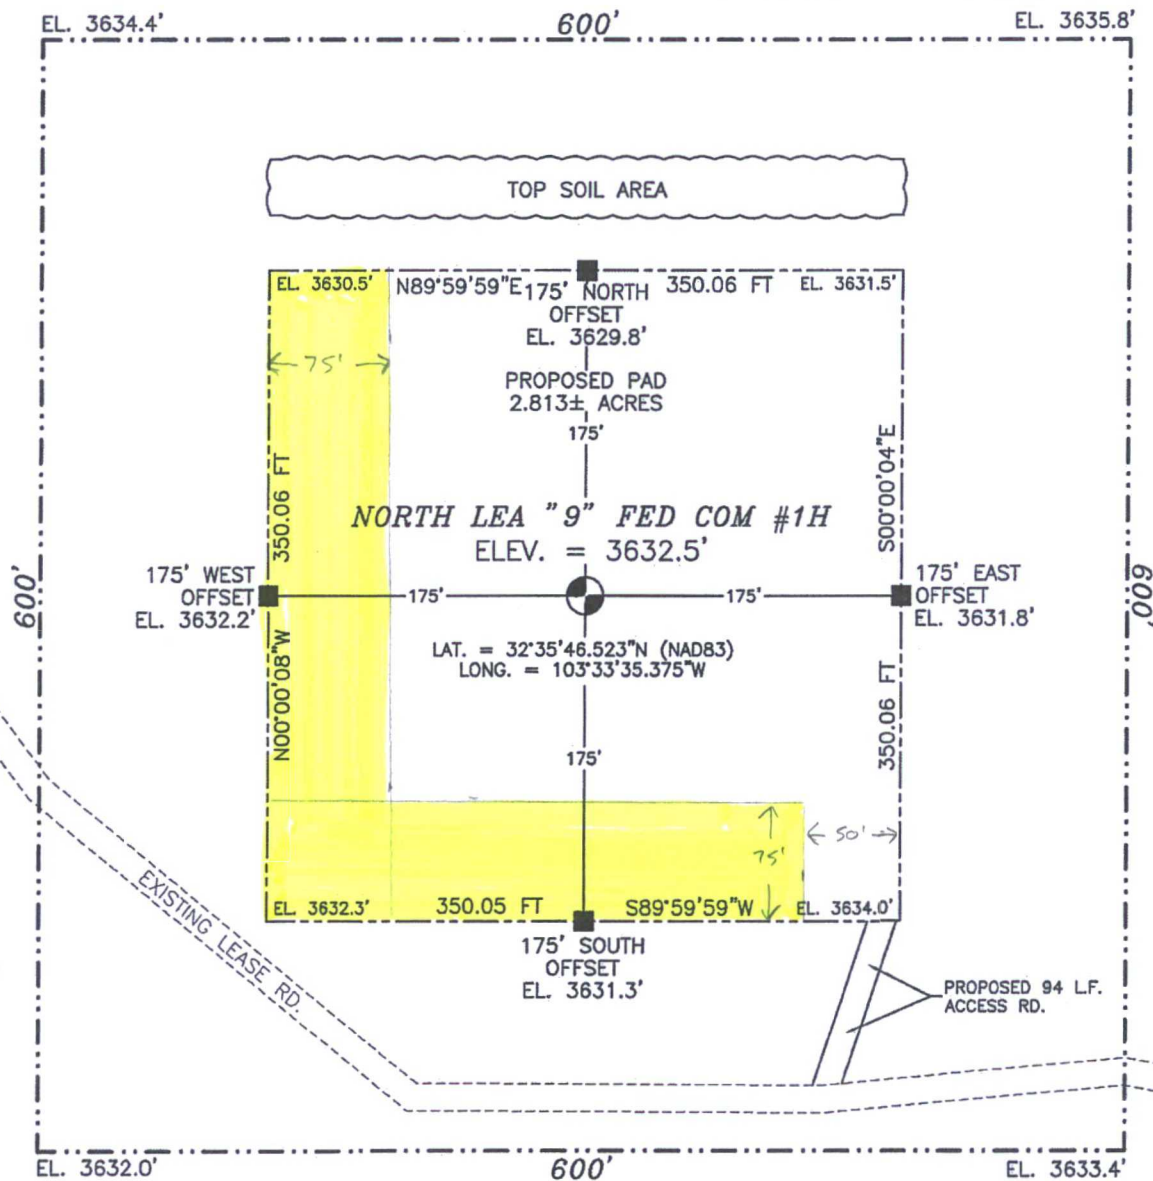 EL. 3634.4'
600'
EL. 3635.8'
TOP SOIL AREA
EL. 3630.5'
N89°59'59"E
350.06 FT
EL. 3631.5'
175' NORTH
OFFSET
EL. 3629.8'
75'
PROPOSED PAD
2.813± ACRES
175'
350.06 FT
S00°00'04"E
NORTH LEA "9" FED COM #1H
ELEV. = 3632.5'
600'
175' WEST
OFFSET
EL. 3632.2'
175'
175'
175' EAST
OFFSET
EL. 3631.8'
600'
LAT. = 32°35'46.523"N (NAD83)
LONG. = 103°33'35.375"W
N00°00'08"W
350.06 FT
175'
75'
50'
EL. 3632.3'
350.05 FT
S89°59'59"W
EL. 3634.0'
175' SOUTH
OFFSET
EL. 3631.3'
EXISTING LEASE RD.
PROPOSED 94 L.F.
ACCESS RD.
EL. 3632.0'
600'
EL. 3633.4'